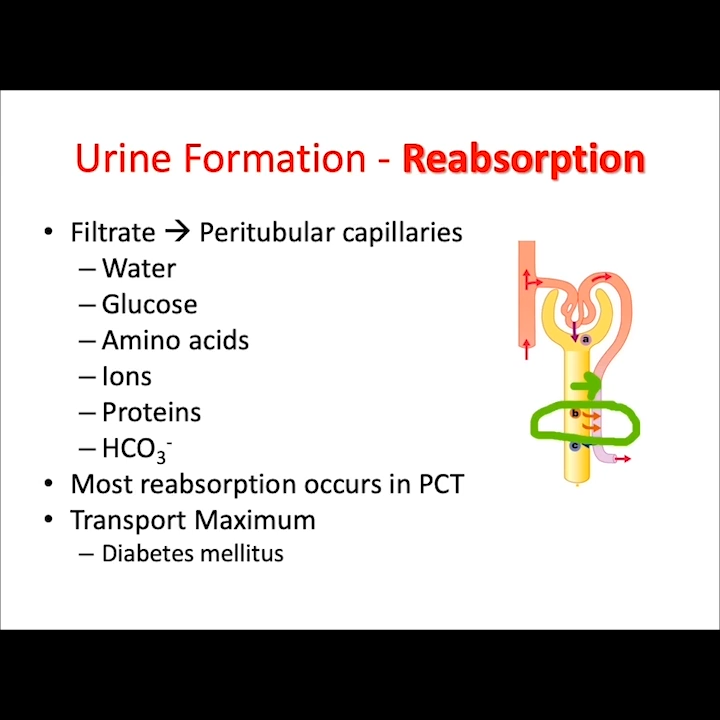 Urine Formation - Reabsorption
• Filtrate → Peritubular capillaries
– Water
– Glucose
– Amino acids
– Ions
– Proteins
– HCO₃⁻
• Most reabsorption occurs in PCT
• Transport Maximum
– Diabetes mellitus
a
b
c